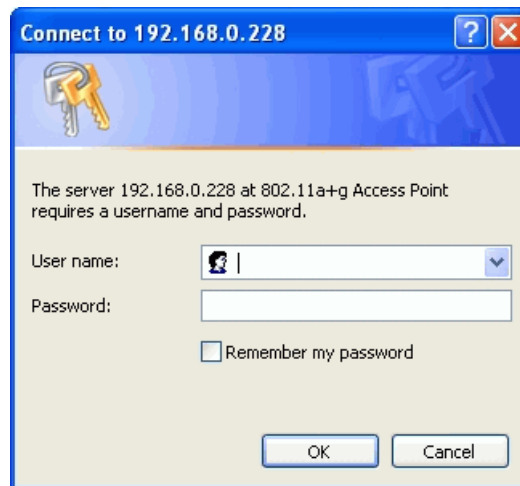 Connect to 192.168.0.228
The server 192.168.0.228 at 802.11a+g Access Point
requires a username and password.
User name:
Password:
Remember my password
OK
Cancel